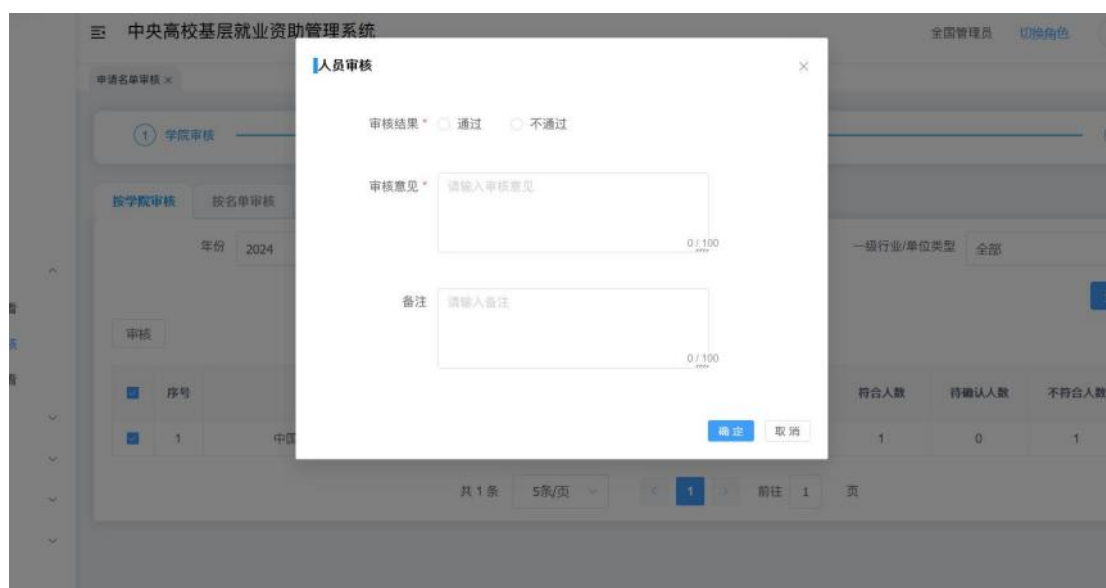 中央高校基层就业资助管理系统
全国管理员 切换角色
人员审核
申请名单审核 ×
审核结果 * 通过 不通过
1 学院审核
审核意见 * 请输入审核意见
按学院审核 按名单审核
0 / 100
年份 2024
一级行业/单位类型 全部
备注 请输入备注
审核
0 / 100
序号
符合人数 待确认人数 不符合人数
确定 取消
1 中国
1 0 1
共 1 条 5条/页 1 前往 1 页